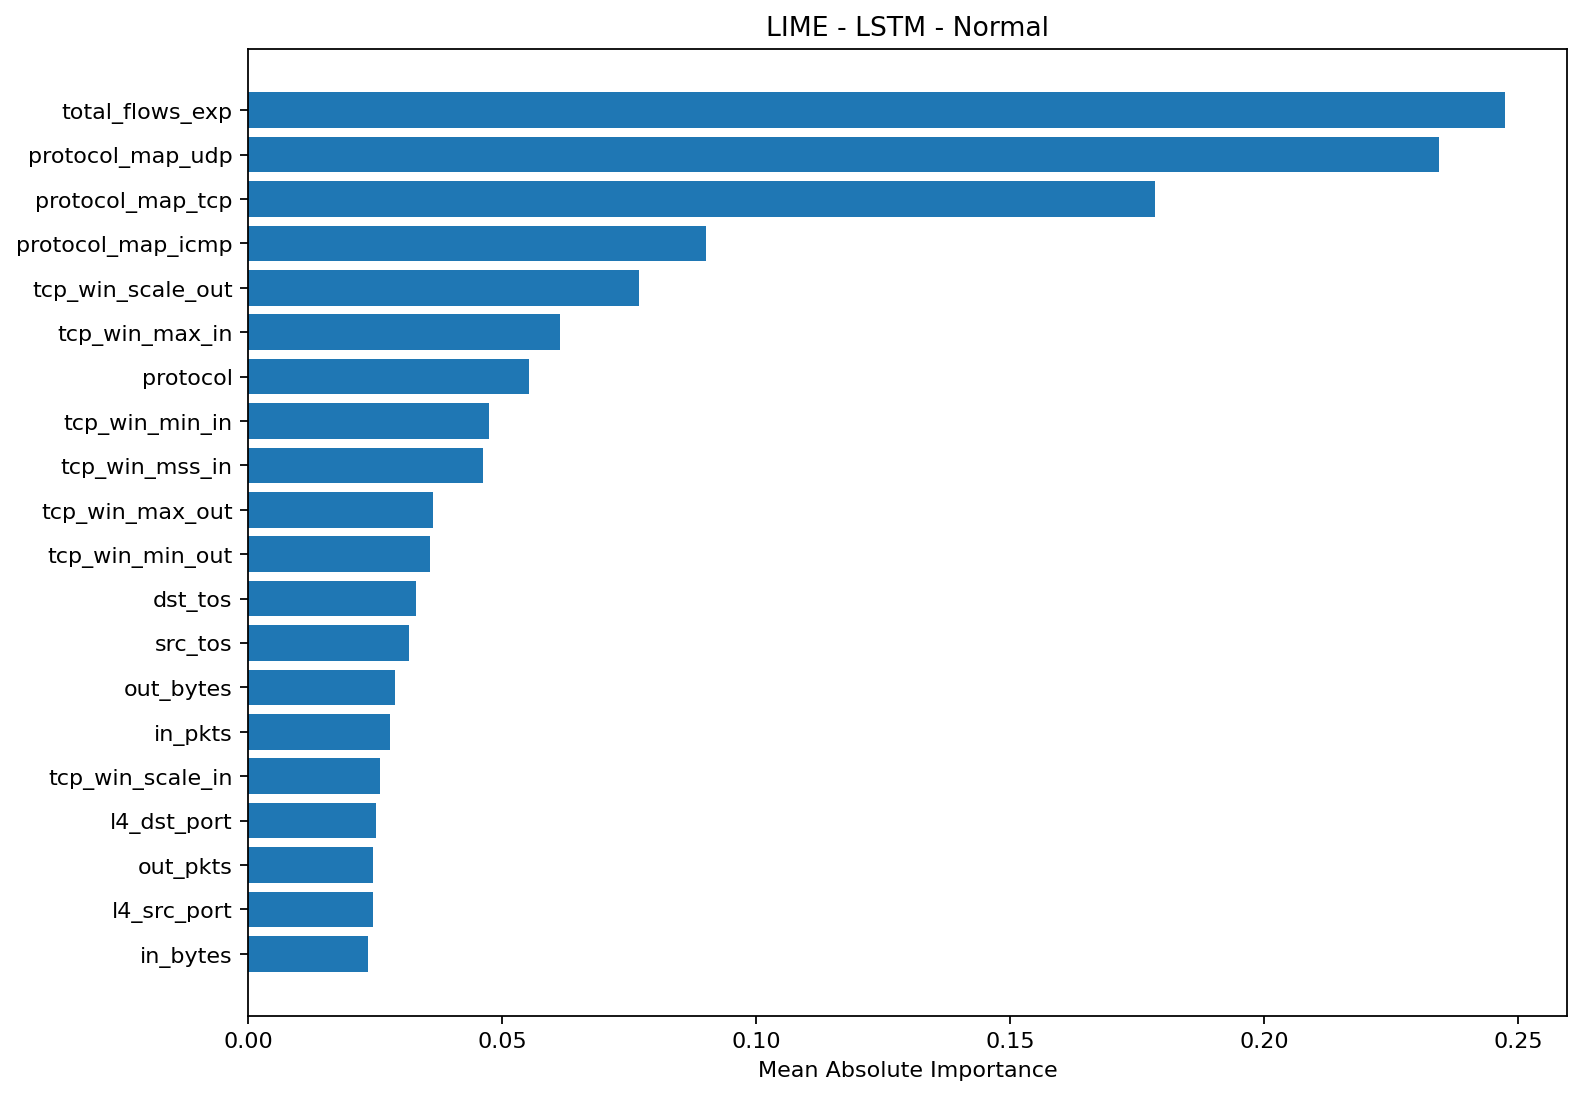 LIME - LSTM - Normal
total_flows_exp
protocol_map_udp
protocol_map_tcp
protocol_map_icmp
tcp_win_scale_out
tcp_win_max_in
protocol
tcp_win_min_in
tcp_win_mss_in
tcp_win_max_out
tcp_win_min_out
dst_tos
src_tos
out_bytes
in_pkts
tcp_win_scale_in
l4_dst_port
out_pkts
l4_src_port
in_bytes
0.00 0.05 0.10 0.15 0.20 0.25
Mean Absolute Importance